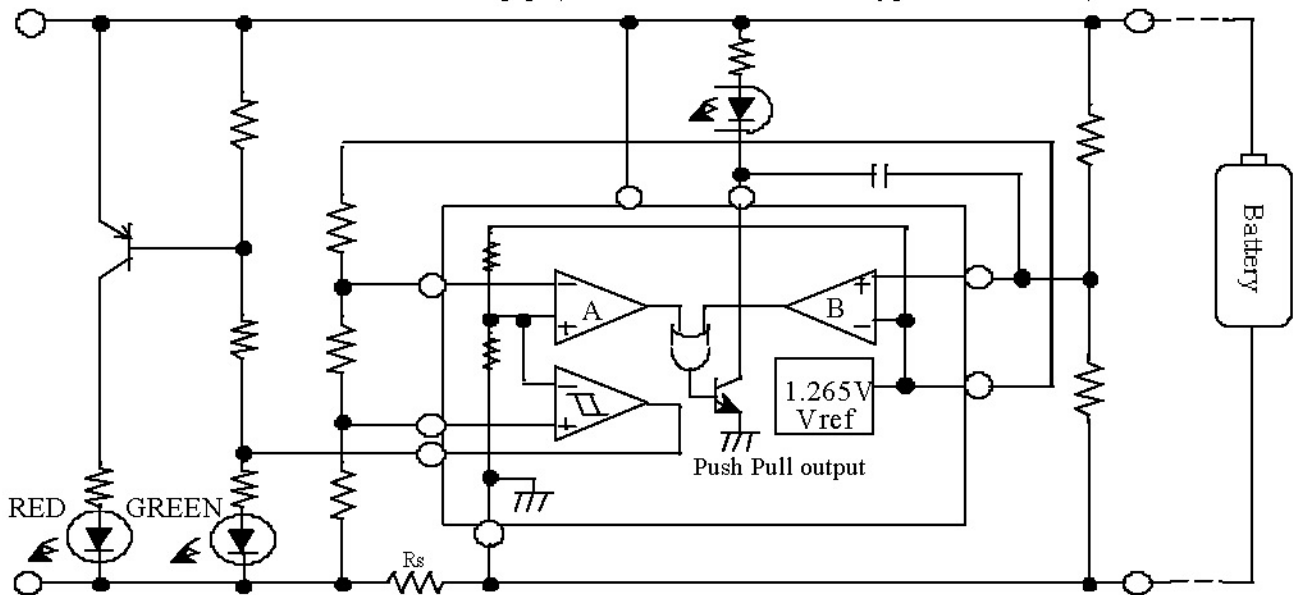 A
B
+
−
−
+
−
+
1.265V
Vref
Push Pull output
RED
GREEN
Rs
Battery